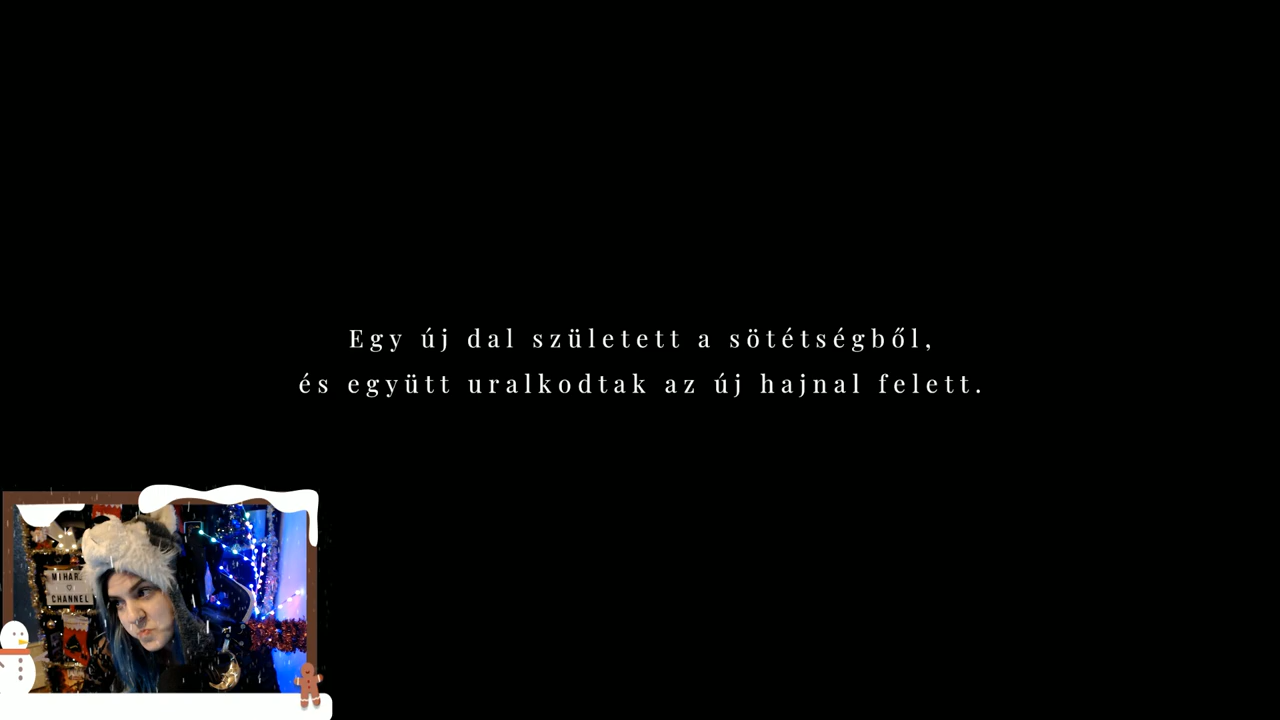 Egy új dal született a sötétségből,
és együtt uralkodtak az új hajnal felett.
CHANNEL